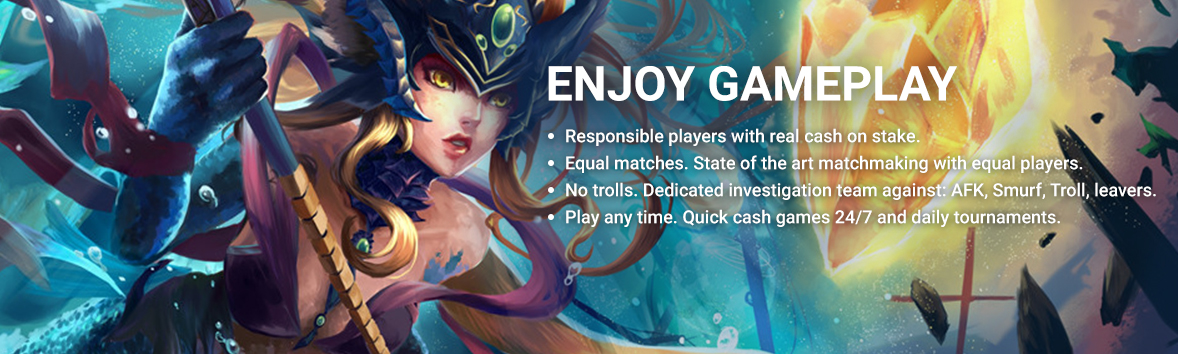 ENJOY GAMEPLAY
• Responsible players with real cash on stake.
• Equal matches. State of the art matchmaking with equal players.
• No trolls. Dedicated investigation team against: AFK, Smurf, Troll, leavers.
• Play any time. Quick cash games 24/7 and daily tournaments.